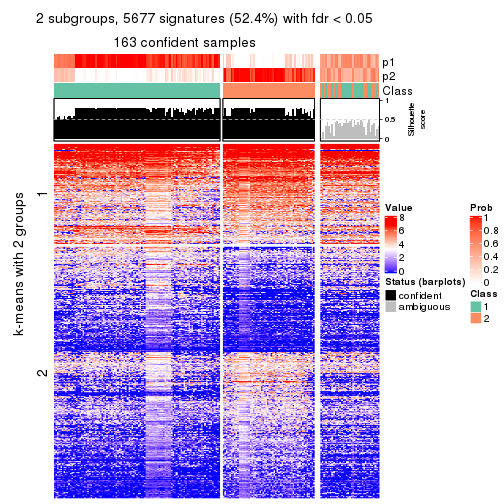 2 subgroups, 5677 signatures (52.4%) with fdr < 0.05
163 confident samples
p1
p2
Class
1
0.5
0
Silhouette
score
k-means with 2 groups
1
2
Value
8
6
4
2
0
Prob
1
0.8
0.6
0.4
0.2
0
Status (barplots)
confident
ambiguous
Class
1
2